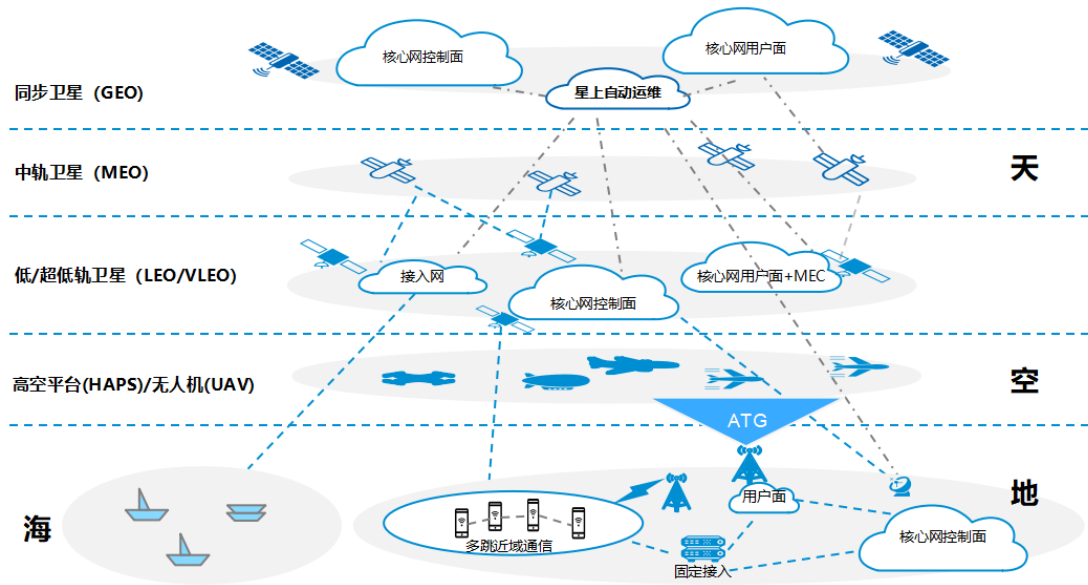 核心网控制面
核心网用户面
同步卫星（GEO)
星上自动运维
中轨卫星（MEO)
天
低/超低轨卫星（LEO/VLEO)
接入网
核心网用户面+MEC
核心网控制面
高空平台(HAPS)/无人机(UAV)
空
ATG
海
用户面
地
核心网控制面
多跳近域通信
固定接入